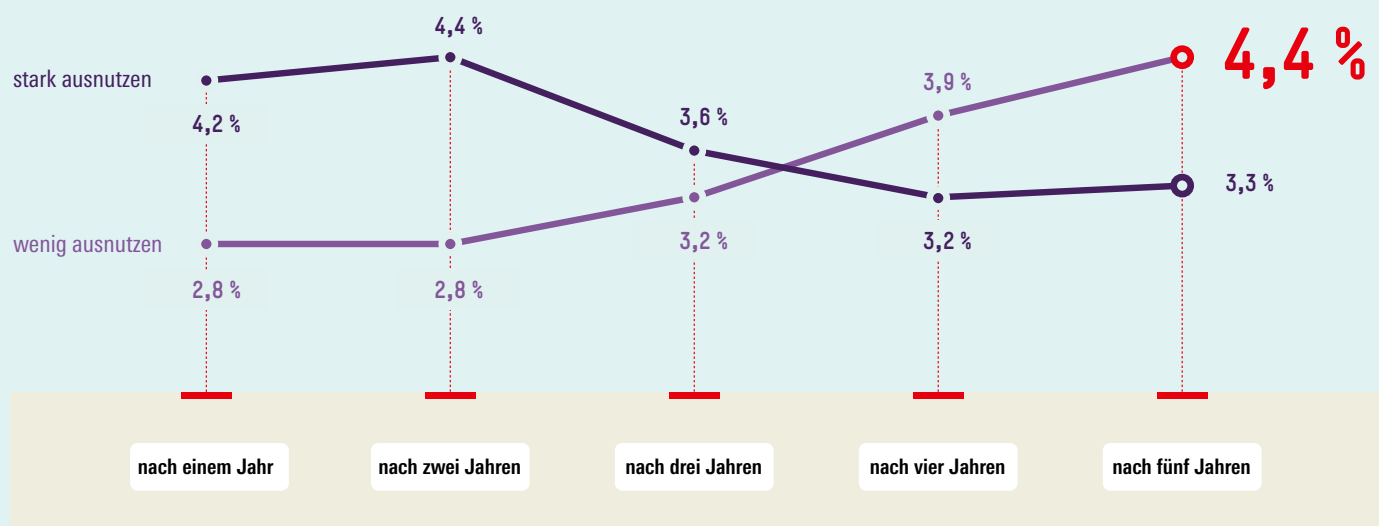 4,4 %
4,4 %
stark ausnutzen
4,2 %
3,6 %
3,9 %
3,3 %
wenig ausnutzen
2,8 %
2,8 %
3,2 %
3,2 %
nach einem Jahr
nach zwei Jahren
nach drei Jahren
nach vier Jahren
nach fünf Jahren